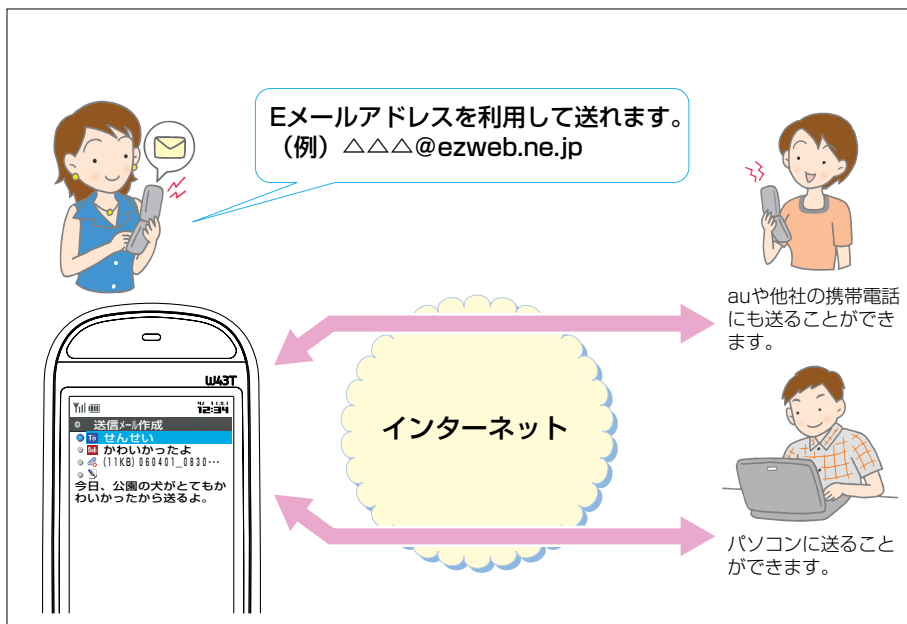 Eメールアドレスを利用して送れます。
（例）△△△@ezweb.ne.jp
auや他社の携帯電話
にも送ることができ
ます。
W43T
4/ 1(土)
12:34
送信ﾒｰﾙ作成
To せんせい
Sub かわいかったよ
(11KB)060401_0830…
今日、公園の犬がとてもか
わいかったから送るよ。
インターネット
パソコンに送ること
ができます。